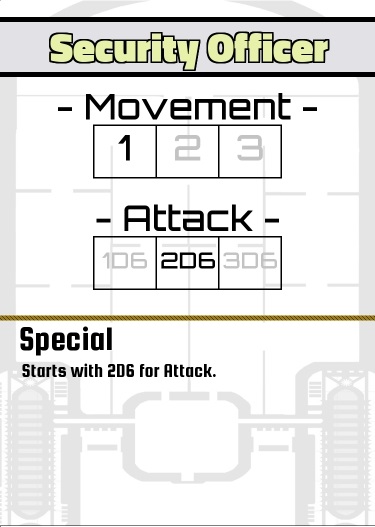 Security Officer
- Movement -
1 2 3
- Attack -
1D6 2D6 3D6
Special
Starts with 2D6 for Attack.